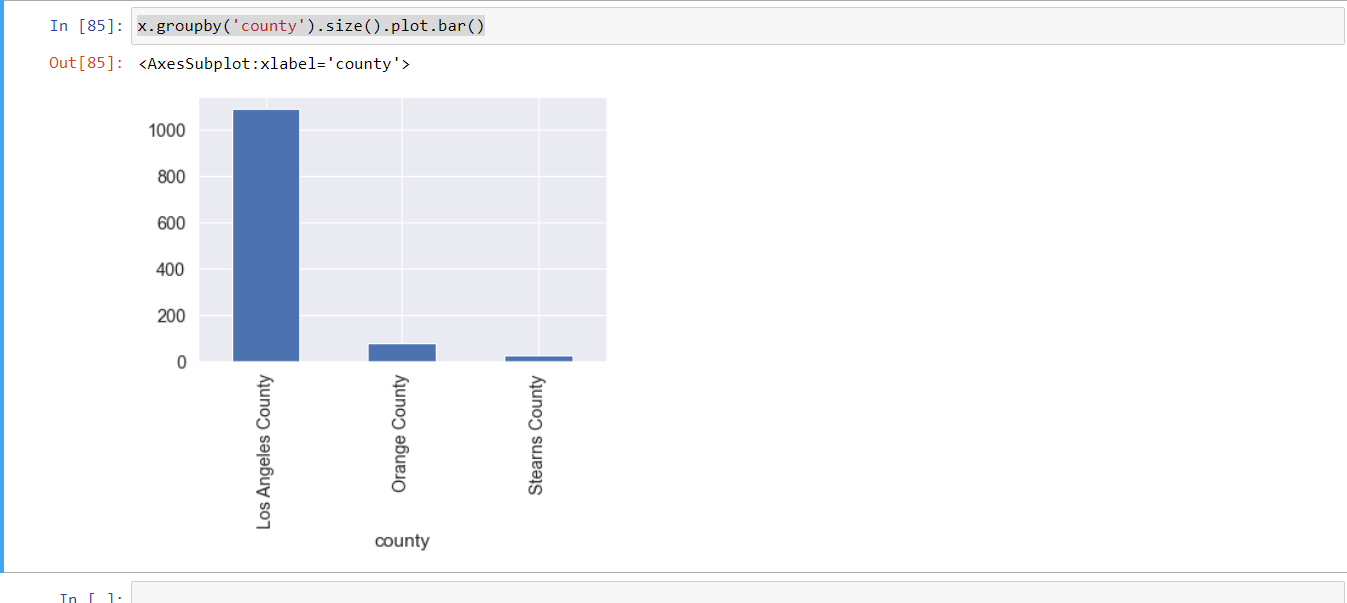 In [85]: x.groupby('county').size().plot.bar()
Out[85]: <AxesSubplot:xlabel='county'>
1000
800
600
400
200
0
Los Angeles County
Orange County
Stearns County
county
In [ ]: